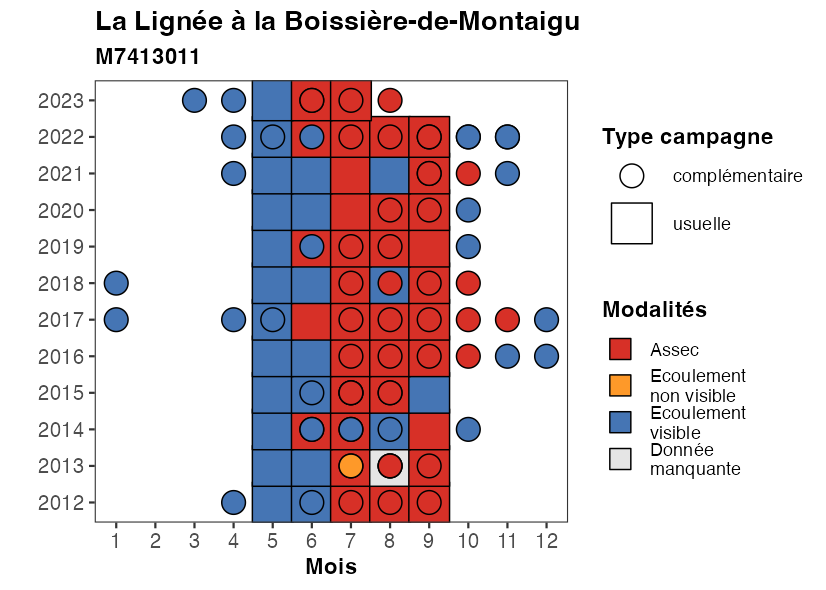 La Lignée à la Boissière-de-Montaigu
M7413011
2023
2022
2021
2020
2019
2018
2017
2016
2015
2014
2013
2012
1 2 3 4 5 6 7 8 9 10 11 12
Mois
Type campagne
complémentaire
usuelle
Modalités
Assec
Ecoulement
non visible
Ecoulement
visible
Donnée
manquante